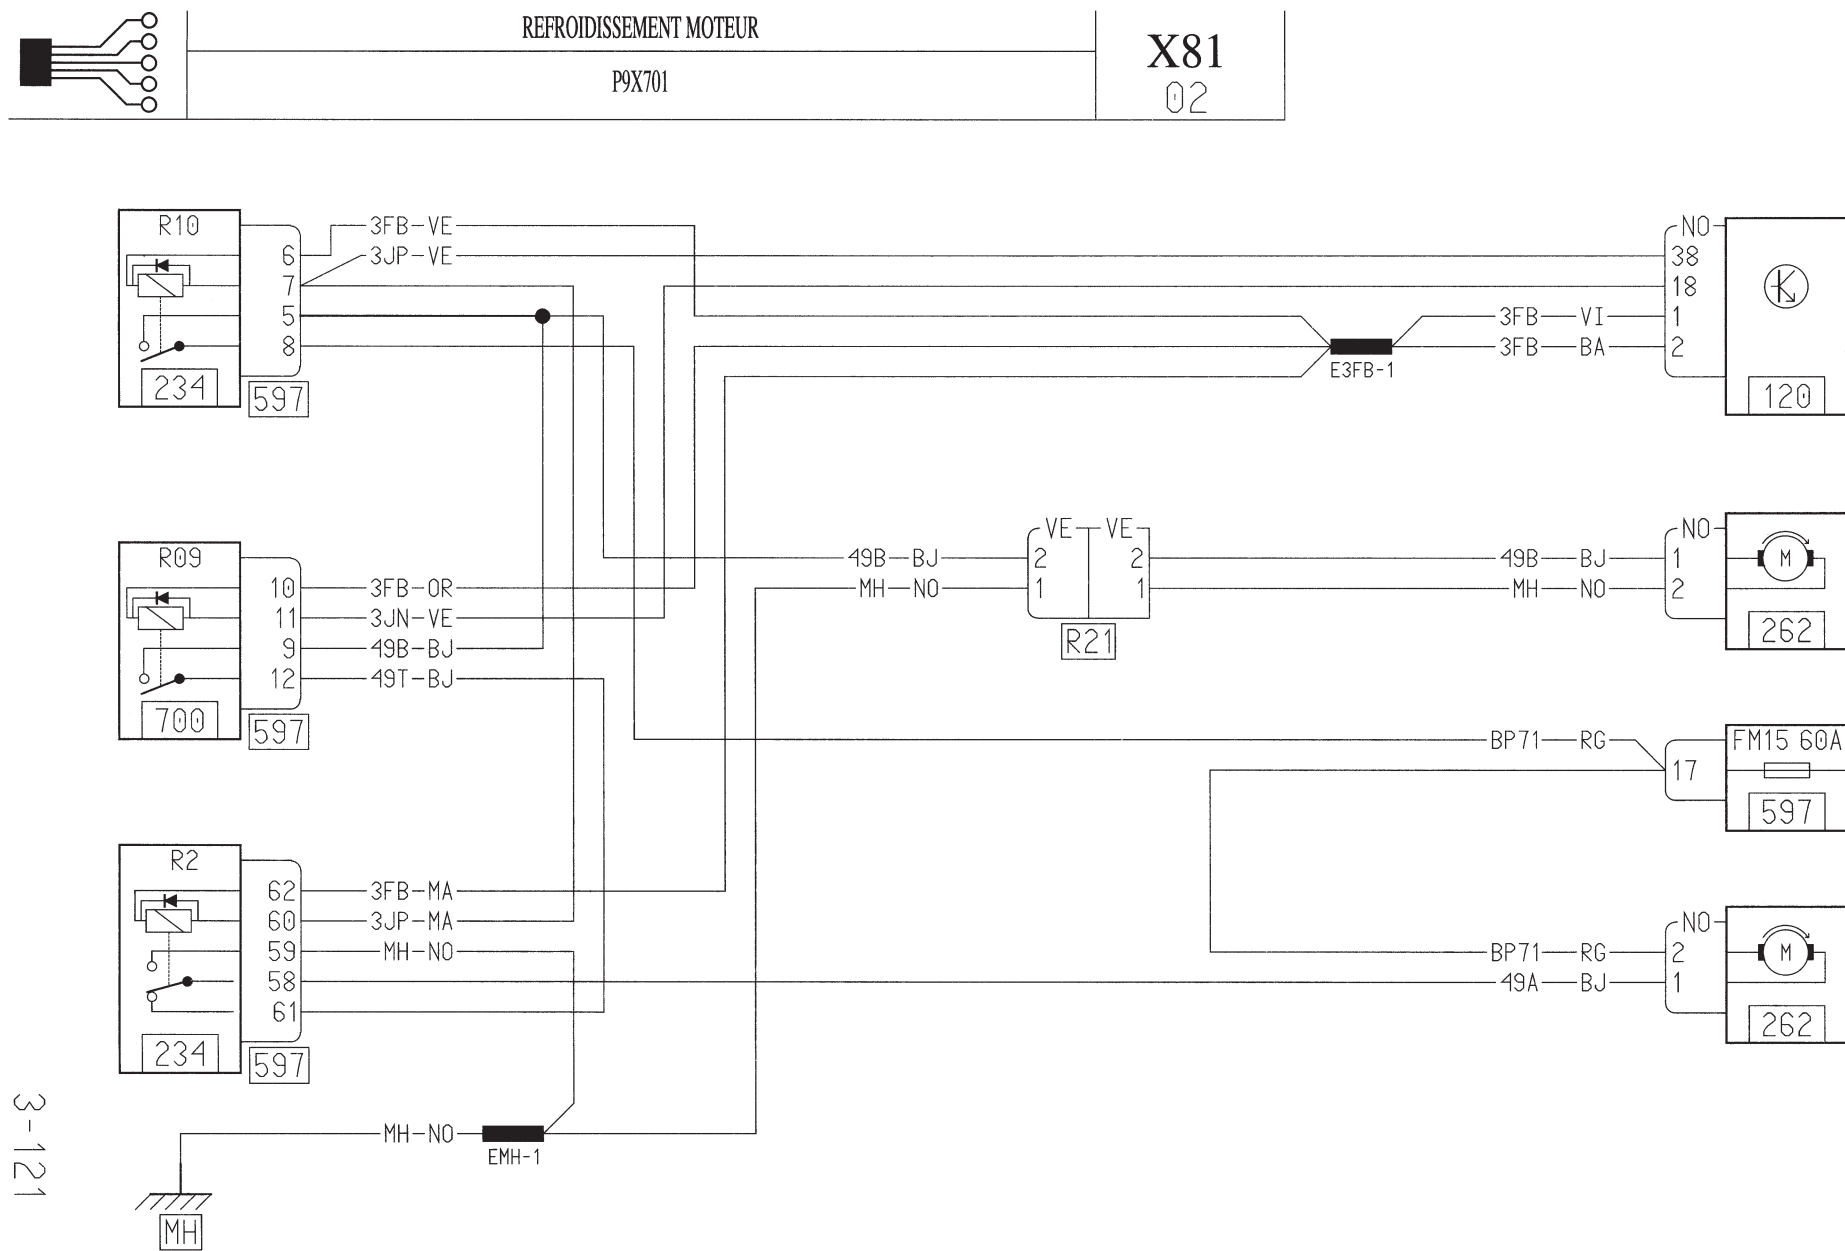 REFROIDISSEMENT MOTEUR
P9X701
X81
02
R10
6
7
5
8
234
597
3FB-VE
3JP-VE
NO
38
18
1
2
3FB VI
3FB BA
E3FB-1
120
R09
10
11
9
12
700
597
3FB-OR
3JN-VE
49B-BJ
49T-BJ
49B BJ
MH NO
VE VE
2 2
1 1
R21
49B BJ
MH NO
NO
1
2
M
262
BP71 RG
17
FM15 60A
597
R2
62
60
59
58
61
234
597
3FB-MA
3JP-MA
MH-NO
BP71 RG
49A BJ
NO
2
1
M
262
MH-NO
EMH-1
MH
3-121